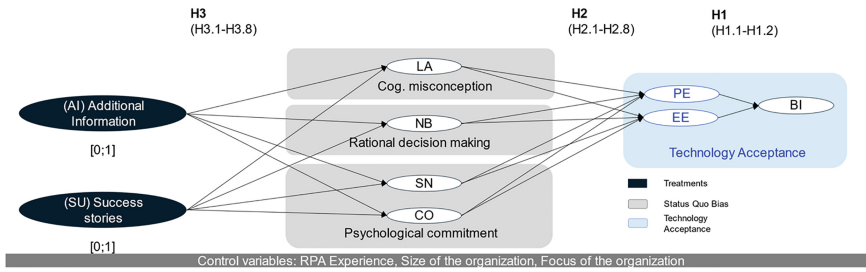 H3
(H3.1-H3.8)
H2
(H2.1-H2.8)
H1
(H1.1-H1.2)
(AI) Additional
Information
[0;1]
(SU) Success
stories
[0;1]
LA
Cog. misconception
NB
Rational decision making
SN
CO
Psychological commitment
PE
EE
BI
Technology Acceptance
Treatments
Status Quo Bias
Technology
Acceptance
Control variables: RPA Experience, Size of the organization, Focus of the organization